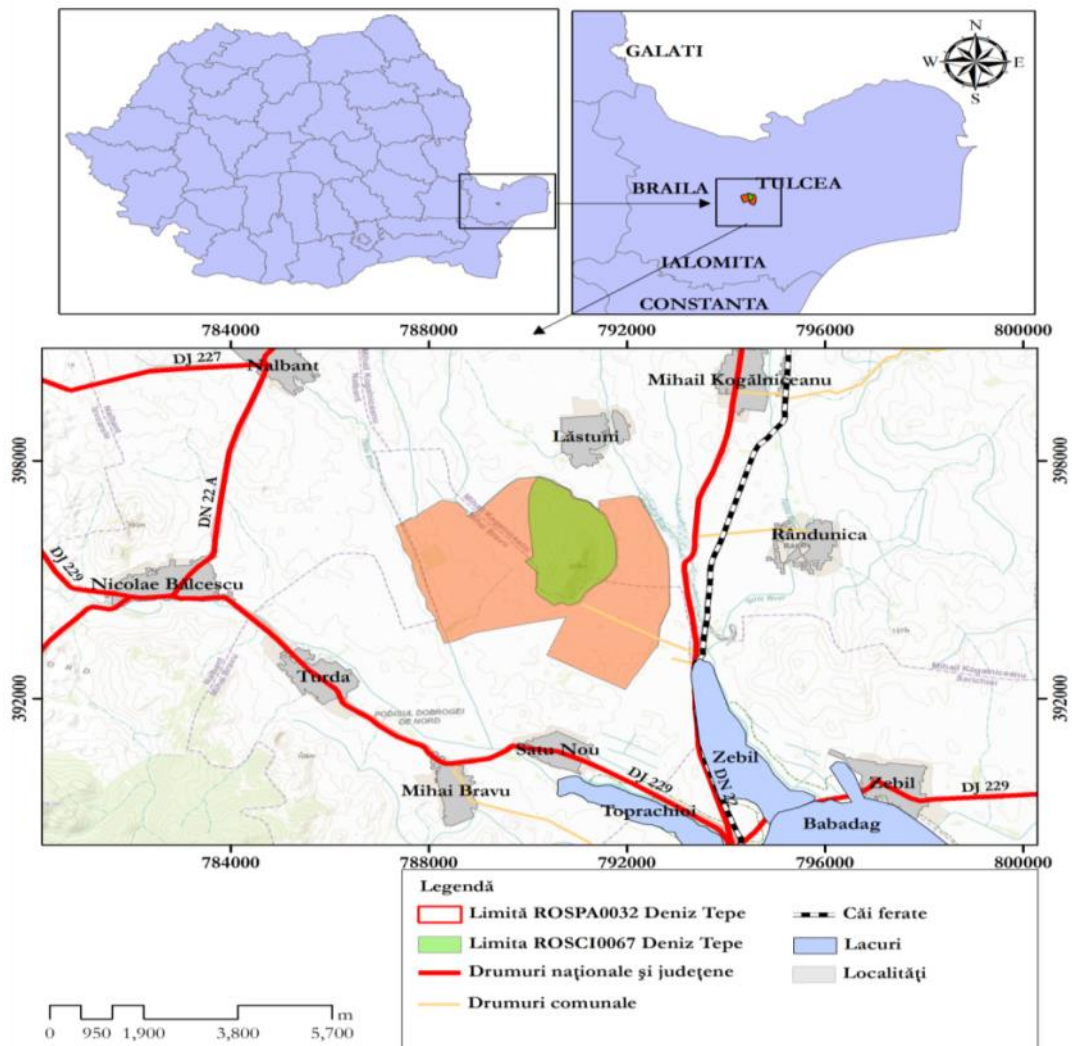 GALATI
N
W E
S
BRAILA
TULCEA
IALOMITA
CONSTANTA
784000 788000 792000 796000 800000
DJ 227
Nalbant
Mihail Kogălniceanu
Lăstuni
398000 398000
DN 22 A
Rândunica
DJ 229
Nicolae Bălcescu
Turda
Mihail Kogalniceanu
Sarichioi
392000 392000
PODISUL DOBROGEI
DE NORD
Satu Nou
Zebil
Zebil
Mihai Bravu
DJ 229
DN 22
DJ 229
Toprachioi
Babadag
784000 788000 792000 796000 800000
Legendă
Limită ROSPA0032 Deniz Tepe
Căi ferate
Limita ROSCI0067 Deniz Tepe
Lacuri
Drumuri naţionale şi judeţene
Localităţi
Drumuri comunale
m
0 950 1,900 3,800 5,700